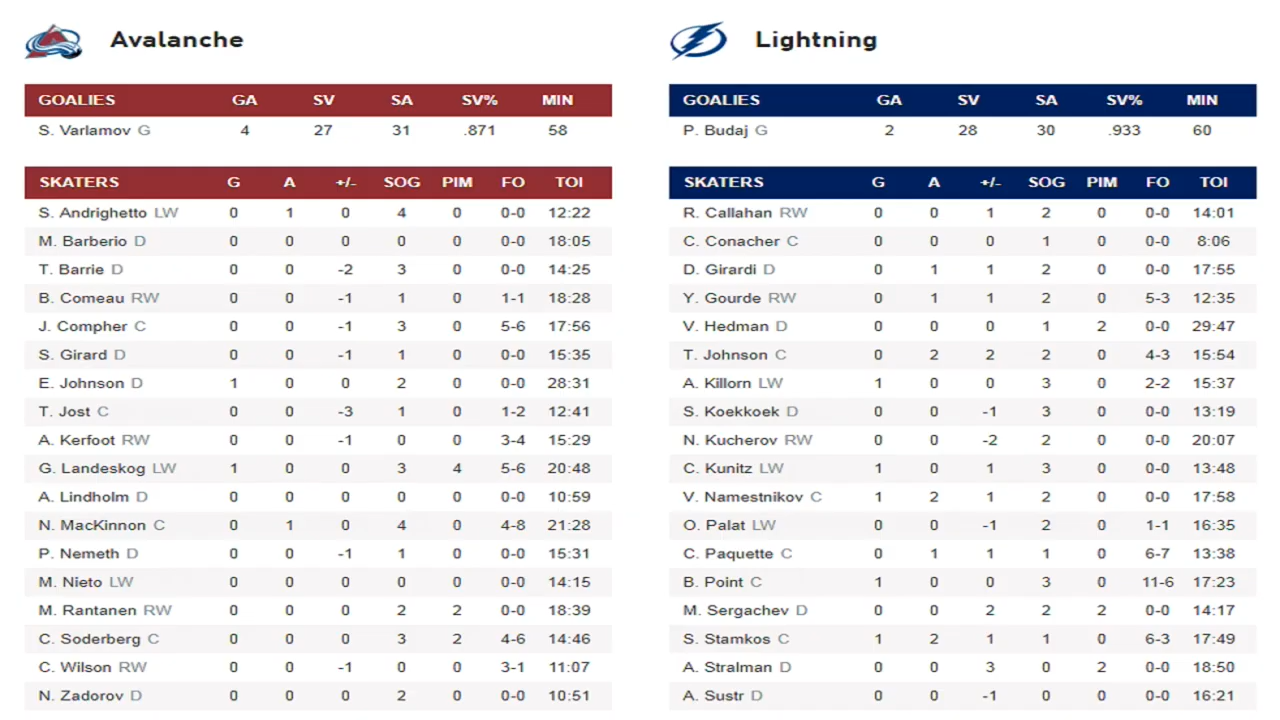 Avalanche
GOALIES GA SV SA SV% MIN
S. Varlamov G 4 27 31 .871 58
SKATERS G A +/- SOG PIM FO TOI
S. Andrighetto LW 0 1 0 4 0 0-0 12:22
M. Barberio D 0 0 0 0 0 0-0 18:05
T. Barrie D 0 0 -2 3 0 0-0 14:25
B. Comeau RW 0 0 -1 1 0 1-1 18:28
J. Compher C 0 0 -1 3 0 5-6 17:56
S. Girard D 0 0 -1 1 0 0-0 15:35
E. Johnson D 1 0 0 2 0 0-0 28:31
T. Jost C 0 0 -3 1 0 1-2 12:41
A. Kerfoot RW 0 0 -1 0 0 3-4 15:29
G. Landeskog LW 1 0 0 3 4 5-6 20:48
A. Lindholm D 0 0 0 0 0 0-0 10:59
N. MacKinnon C 0 1 0 4 0 4-8 21:28
P. Nemeth D 0 0 -1 1 0 0-0 15:31
M. Nieto LW 0 0 0 0 0 0-0 14:15
M. Rantanen RW 0 0 0 2 2 0-0 18:39
C. Soderberg C 0 0 0 3 2 4-6 14:46
C. Wilson RW 0 0 -1 0 0 3-1 11:07
N. Zadorov D 0 0 0 2 0 0-0 10:51
Lightning
GOALIES GA SV SA SV% MIN
P. Budaj G 2 28 30 .933 60
SKATERS G A +/- SOG PIM FO TOI
R. Callahan RW 0 0 1 2 0 0-0 14:01
C. Conacher C 0 0 0 1 0 0-0 8:06
D. Girardi D 0 1 1 2 0 0-0 17:55
Y. Gourde RW 0 1 1 2 0 5-3 12:35
V. Hedman D 0 0 0 1 2 0-0 29:47
T. Johnson C 0 2 2 2 0 4-3 15:54
A. Killorn LW 1 0 0 3 0 2-2 15:37
S. Koekkoek D 0 0 -1 3 0 0-0 13:19
N. Kucherov RW 0 0 -2 2 0 0-0 20:07
C. Kunitz LW 1 0 1 3 0 0-0 13:48
V. Namestnikov C 1 2 1 2 0 0-0 17:58
O. Palat LW 0 0 -1 2 0 1-1 16:35
C. Paquette C 0 1 1 1 0 6-7 13:38
B. Point C 1 0 0 3 0 11-6 17:23
M. Sergachev D 0 0 2 2 2 0-0 14:17
S. Stamkos C 1 2 1 1 0 6-3 17:49
A. Stralman D 0 0 3 0 2 0-0 18:50
A. Sustr D 0 0 -1 0 0 0-0 16:21